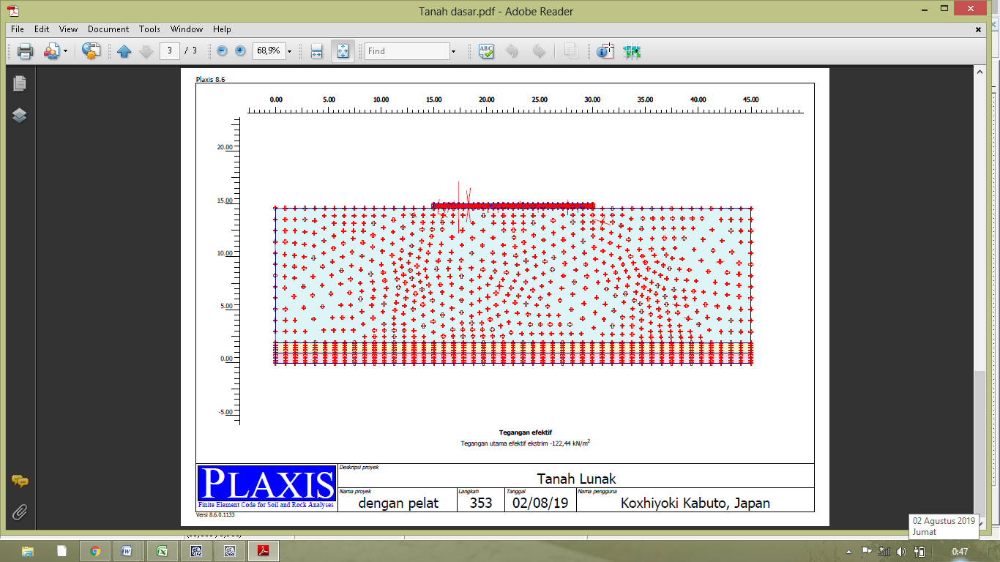 Tanah dasar.pdf - Adobe Reader
File Edit View Document Tools Window Help
3 / 3 68,9% Find
Plaxis 8.6
0.00 5.00 10.00 15.00 20.00 25.00 30.00 35.00 40.00 45.00
20.00
15.00
10.00
5.00
0.00
-5.00
Tegangan efektif
Tegangan utama efektif ekstrim -122,44 kN/m2
PLAXIS
Finite Element Code for Soil and Rock Analyses
Versi 8.6.0.1133
Deskripsi proyek
Tanah Lunak
Nama proyek
dengan pelat
Langkah
353
Tanggal
02/08/19
Nama pengguna
Koxhiyoki Kabuto, Japan
02 Agustus 2019
Jumat
0:47